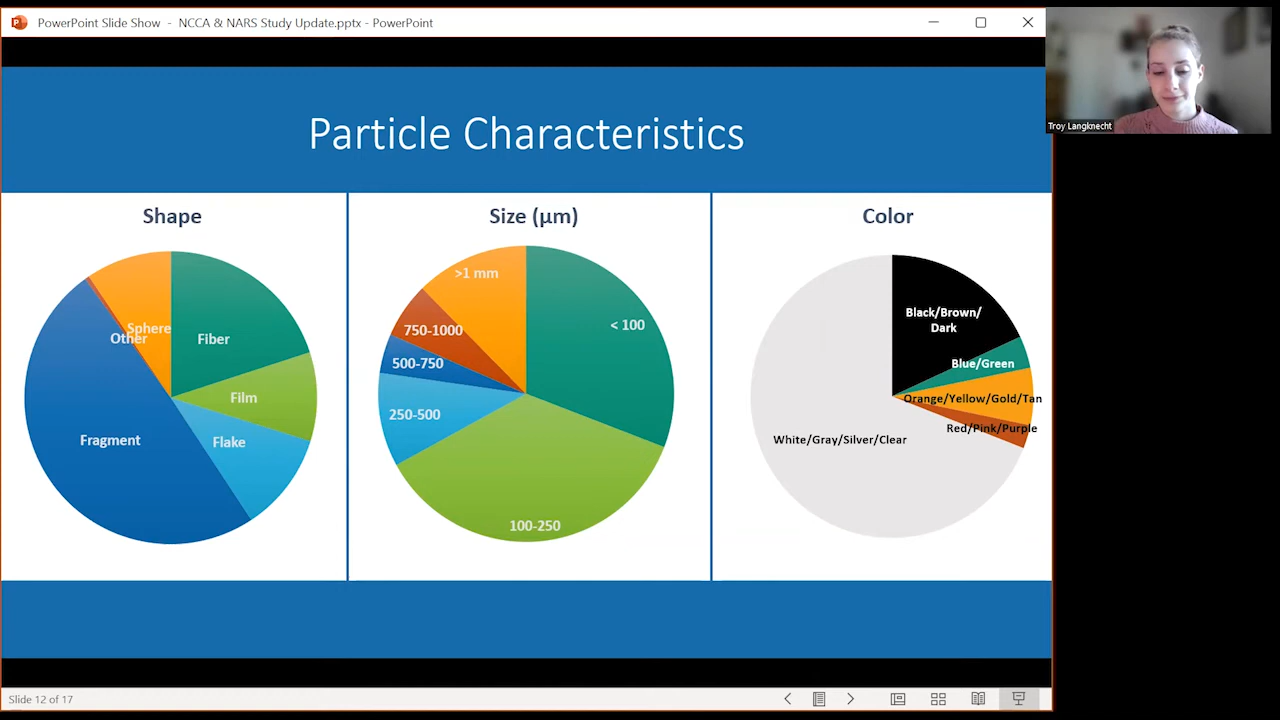 PowerPoint Slide Show - NCCA & NARS Study Update.pptx - PowerPoint
Troy Langknecht
Particle Characteristics
Shape
Sphere
Other
Fiber
Film
Fragment
Flake
Size (µm)
>1 mm
< 100
750-1000
500-750
250-500
100-250
Color
Black/Brown/
Dark
Blue/Green
Orange/Yellow/Gold/Tan
Red/Pink/Purple
White/Gray/Silver/Clear
Slide 12 of 17